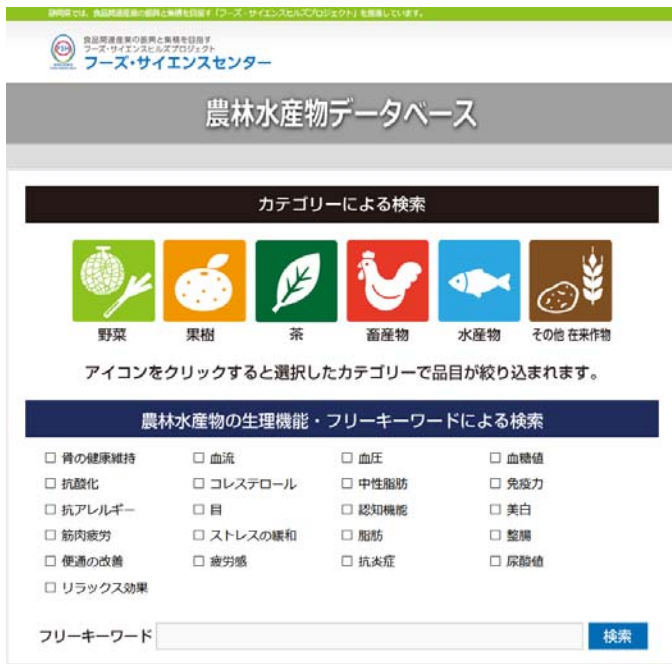 静岡県では、食品関連産業の振興と集積を目指す「フーズ・サイエンスヒルズプロジェクト」を推進しています。
食品関連産業の振興と集積を目指す
フーズ・サイエンスヒルズプロジェクト
フーズ・サイエンスセンター
FSH
農林水産物データベース
カテゴリーによる検索
野菜 果樹 茶 畜産物 水産物 その他 在来作物
アイコンをクリックすると選択したカテゴリーで品目が絞り込まれます。
農林水産物の生理機能・フリーキーワードによる検索
□ 骨の健康維持 □ 血流 □ 血圧 □ 血糖値
□ 抗酸化 □ コレステロール □ 中性脂肪 □ 免疫力
□ 抗アレルギー □ 目 □ 認知機能 □ 美白
□ 筋肉疲労 □ ストレスの緩和 □ 脂肪 □ 整腸
□ 便通の改善 □ 疲労感 □ 抗炎症 □ 尿酸値
□ リラックス効果
フリーキーワード 検索